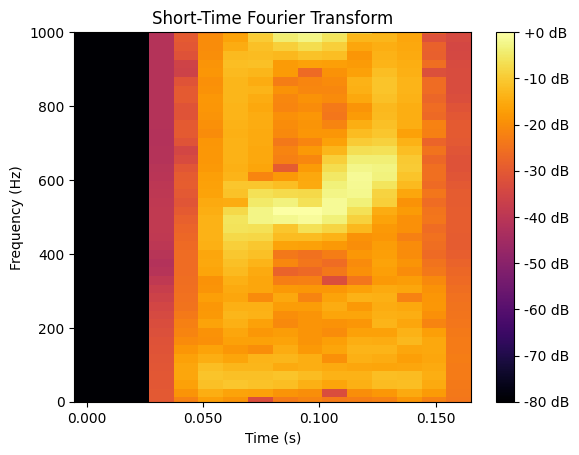 Short-Time Fourier Transform
1000
800
600
400
200
0
Frequency (Hz)
0.000
0.050
0.100
0.150
Time (s)
+0 dB
-10 dB
-20 dB
-30 dB
-40 dB
-50 dB
-60 dB
-70 dB
-80 dB